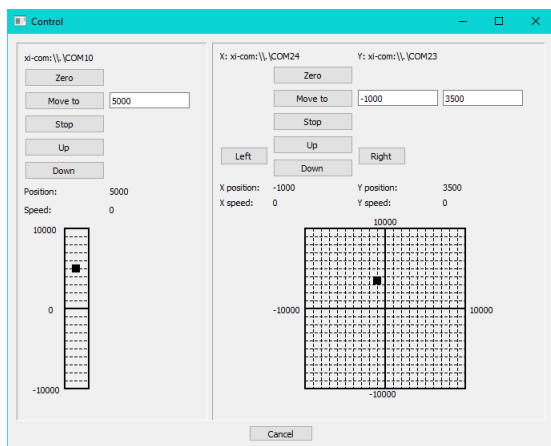 Control
xi-com:\\.\COM10
Zero
Move to 5000
Stop
Up
Down
Position: 5000
Speed: 0
10000
0
-10000
X: xi-com:\\.\COM24 Y: xi-com:\\.\COM23
Zero
Move to -1000 3500
Stop
Up
Left Right
Down
X position: -1000 Y position: 3500
X speed: 0 Y speed: 0
10000
-10000 10000
-10000
Cancel